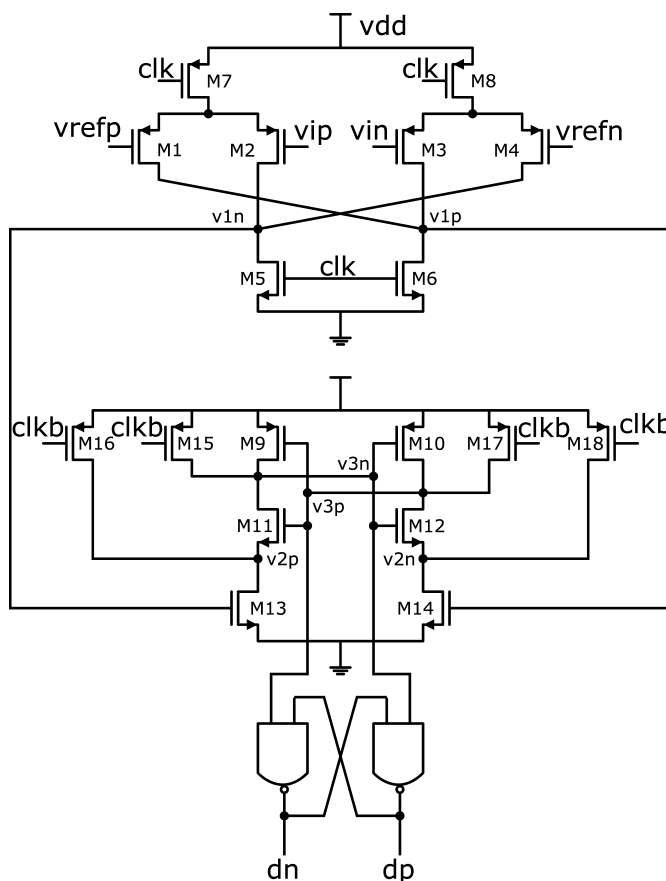 vdd
clk M7 clk M8
vrefp M1 M2 vip vin M3 M4 vrefn
v1n v1p
M5 clk M6
clkb M16 clkb M15 M9 M10 M17 clkb M18 clkb
v3n
v3p
M11 M12
v2p v2n
M13 M14
dn dp